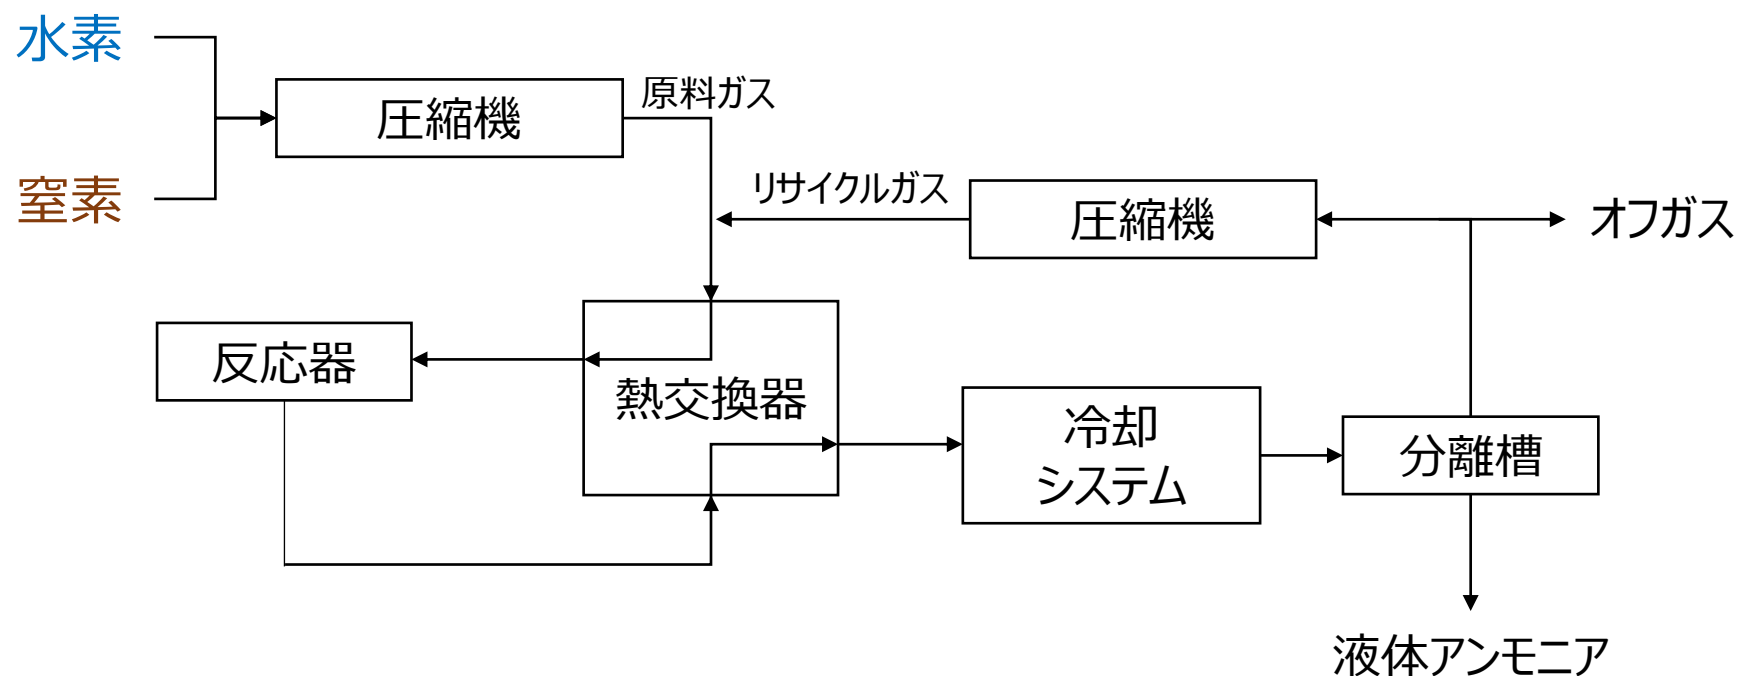 水素
圧縮機
原料ガス
窒素
リサイクルガス
圧縮機
オフガス
反応器
熱交換器
冷却
システム
分離槽
液体アンモニア